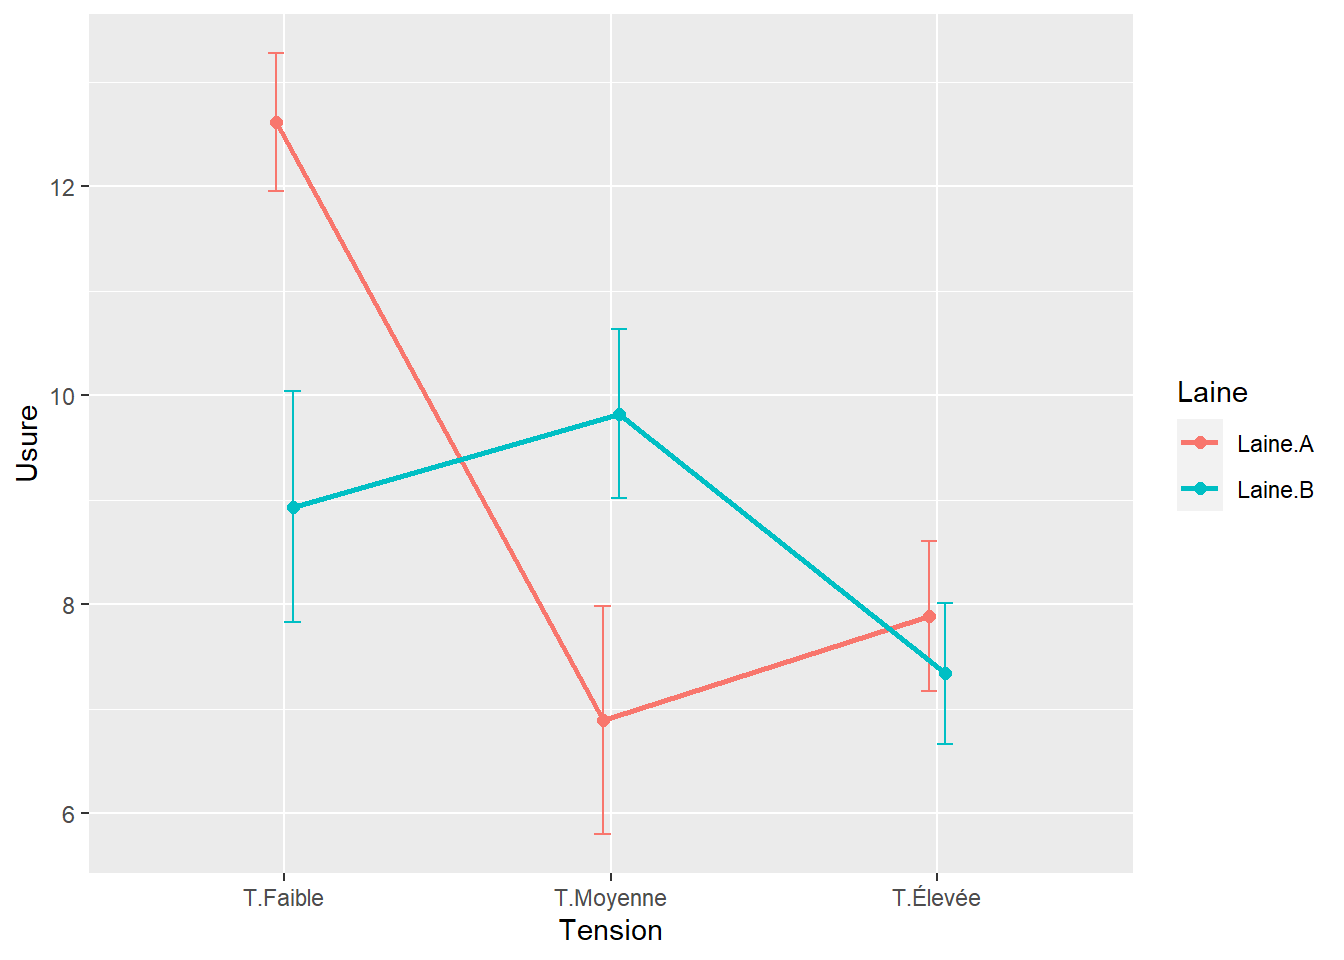 12
10
8
6
Usure
T.Faible
T.Moyenne
T.Élevée
Tension
Laine
Laine.A
Laine.B